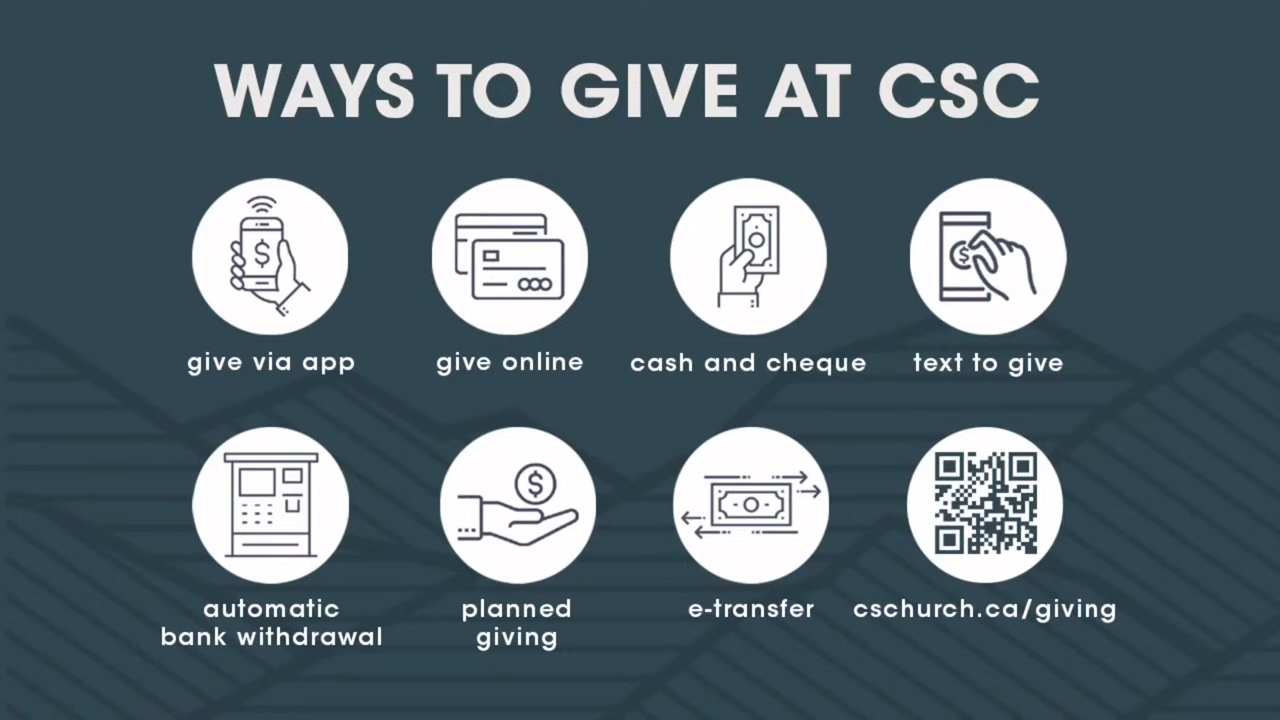 WAYS TO GIVE AT CSC
give via app
give online
cash and cheque
text to give
automatic
bank withdrawal
planned
giving
e-transfer
cschurch.ca/giving